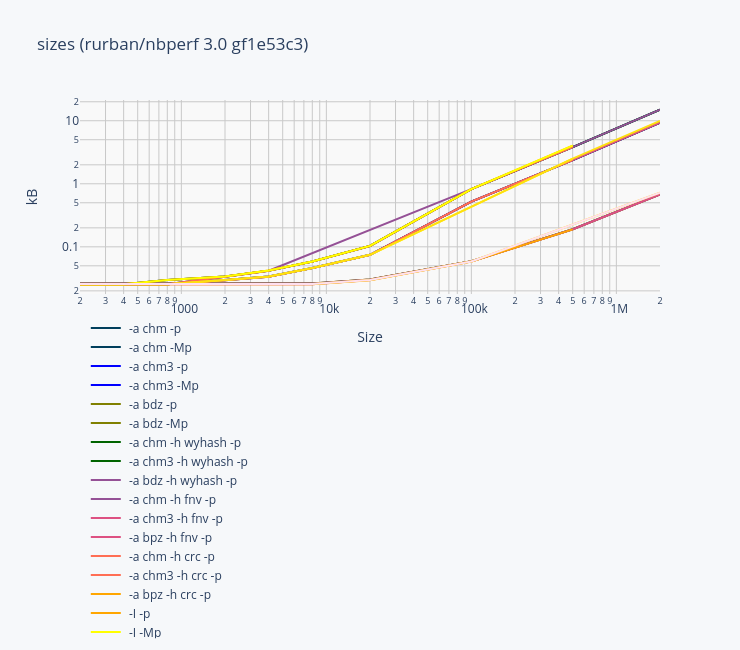 sizes (rurban/nbperf 3.0 gf1e53c3)
kB
2
10
5
2
1
5
2
0.1
5
2
2 3 4 5 6 7 8 9 1000 2 3 4 5 6 7 8 9 10k 2 3 4 5 6 7 8 9 100k 2 3 4 5 6 7 8 9 1M 2
Size
-a chm -p
-a chm -Mp
-a chm3 -p
-a chm3 -Mp
-a bdz -p
-a bdz -Mp
-a chm -h wyhash -p
-a chm3 -h wyhash -p
-a bdz -h wyhash -p
-a chm -h fnv -p
-a chm3 -h fnv -p
-a bpz -h fnv -p
-a chm -h crc -p
-a chm3 -h crc -p
-a bpz -h crc -p
-I -p
-I -Mp